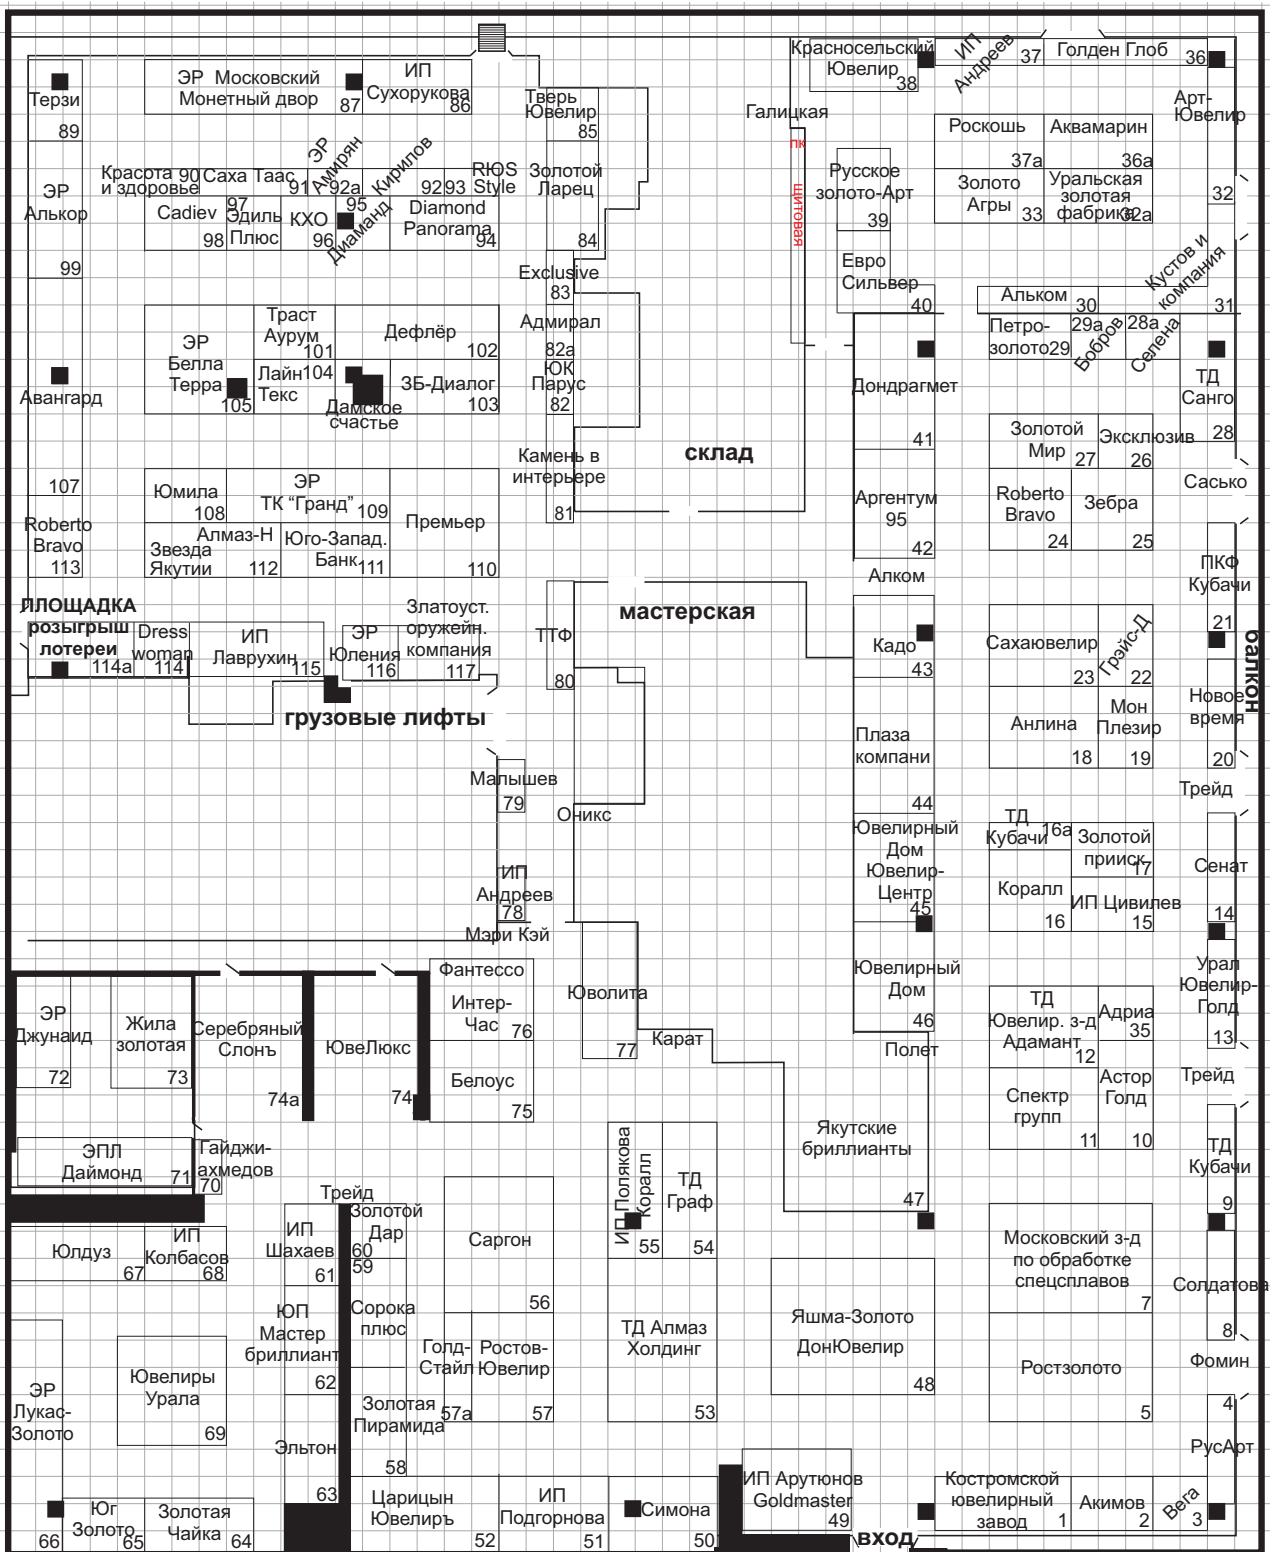 Терзи
89
ЭР Московский
Монетный двор
87
ИП
Сухорукова
86
Тверь
Ювелир
85
Галицкая
ПК
щитовая
Красносельский
Ювелир
38
ИП
Андреев
37
Голден Глоб
36
Арт-
Ювелир
32
Роскошь
37а
Аквамарин
36а
Золото
Агры
33
Уральская
золотая
фабрика
32а
Русское
золото-Арт
39
Евро
Сильвер
40
ЭР
Алькор
99
Красота
и здоровье
90
Саха Таас
91
ЭР
Амирян
92а
Кирилов
92
93
RIOS
Style
Золотой
Ларец
84
Cadiev
98
97
Эдиль
Плюс
КХО
96
95
Диаманд
Diamond
Panorama
94
Exclusive
83
Адмирал
82а
ЮК
Парус
82
Альком
30
Кустов и
компания
31
Петро-
золото
29
29а
Бобров
28а
Селена
ТД
Санго
28
Авангард
107
ЭР
Белла
Терра
105
Траст
Аурум
101
Дефлёр
102
Лайн
Текс
104
Дамское
счастье
ЗБ-Диалог
103
Дондрагмет
41
Золотой
Мир
27
Эксклюзив
26
Сасько
склад
Камень в
интерьере
81
Roberto
Bravo
113
Юмила
108
ЭР
ТК “Гранд”
109
Премьер
110
Звезда
Якутии
Алмаз-Н
112
Юго-Запад.
Банк
111
Аргентум
95
42
Roberto
Bravo
24
Зебра
25
ПКФ
Кубачи
21
Алком
ПЛОЩАДКА
розыгрыш
лотереи
114а
Dress
woman
114
ИП
Лаврухин
115
ЭР
Юления
116
Златоуст.
оружейн.
компания
117
ТТФ
80
мастерская
Кадо
43
Сахаювелир
23
Грэйс-Д
22
балкон
грузовые лифты
Плаза
компани
44
Анлина
18
Мон
Плезир
19
Новое
время
20
Трейд
Малышев
79
Оникс
Ювелирный
Дом
Ювелир-
Центр
45
ТД
Кубачи
16а
Золотой
прииск
17
Коралл
16
ИП Цивилев
15
Сенат
14
ИП
Андреев
78
Мэри Кэй
Фантессо
Интер-
Час
76
Юволита
77
Карат
Ювелирный
Дом
46
Полет
ТД
Ювелир. з-д
Адамант
12
Адриа
35
Урал
Ювелир-
Голд
13
ЭР
Джунаид
72
Жила
золотая
73
Серебряный
Слонъ
74а
ЮвеЛюкс
74
Белоус
75
Спектр
групп
11
Астор
Голд
10
Трейд
ТД
Кубачи
9
Якутские
бриллианты
47
ЭПЛ
Даймонд
71
Гайджи-
ахмедов
70
Трейд
ИП Полякова
Коралл
55
ТД
Граф
54
Юлдуз
67
ИП
Колбасов
68
ИП
Шахаев
61
Золотой
Дар
60
59
Саргон
56
Московский з-д
по обработке
спецсплавов
7
Солдатова
8
ЮП
Мастер
бриллиант
62
Сорока
плюс
Голд-
Стайл
57а
Ростов-
Ювелир
57
ТД Алмаз
Холдинг
53
Яшма-Золото
ДонЮвелир
48
Ростзолото
5
Фомин
4
ЭР
Лукас-
Золото
66
Ювелиры
Урала
69
Эльтон
63
Золотая
Пирамида
58
РусАрт
Юг
Золото
65
Золотая
Чайка
64
Царицын
Ювелиръ
52
ИП
Подгорнова
51
Симона
50
ИП Арутюнов
Goldmaster
49
вход
Костромской
ювелирный
завод
1
Акимов
2
Вега
3